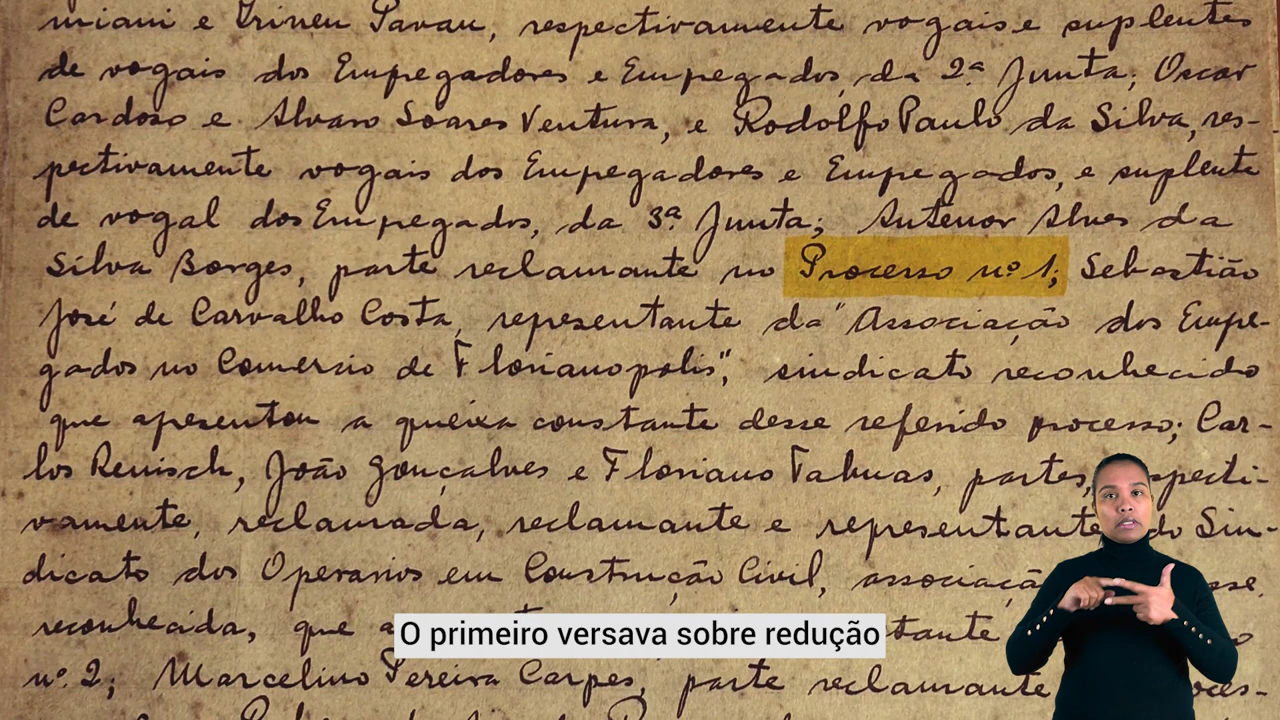 miani e Irineu Pavan, respectivamente vogais e suplentes
de vogais dos Empregadores e Empregados, da 2ª Junta; Oscar
Cardoso e Alvaro Soares Ventura, e Rodolfo Paulo da Silva, res-
pectivamente vogais dos Empregadores e Empregados, e suplente
de vogal dos Empregados, da 3ª Junta; Antenor Alves da
Silva Borges, parte reclamante no Processo nº 1; Sebastião
José de Carvalho Costa, representante da "Associação dos Empre-
gados no Comercio de Florianopolis", sindicato reconhecido
que apresentou a queixa constante desse referido processo; Car-
los Renisch, João Gonçalves e Floriano
partes,
vamente, reclamada, reclamante e representante do Sin-
dicato dos Operarios em Construção Civil,
reconhecida, que
nº 2; Marcelino Pereira Carpes, parte reclamante
O primeiro versava sobre redução